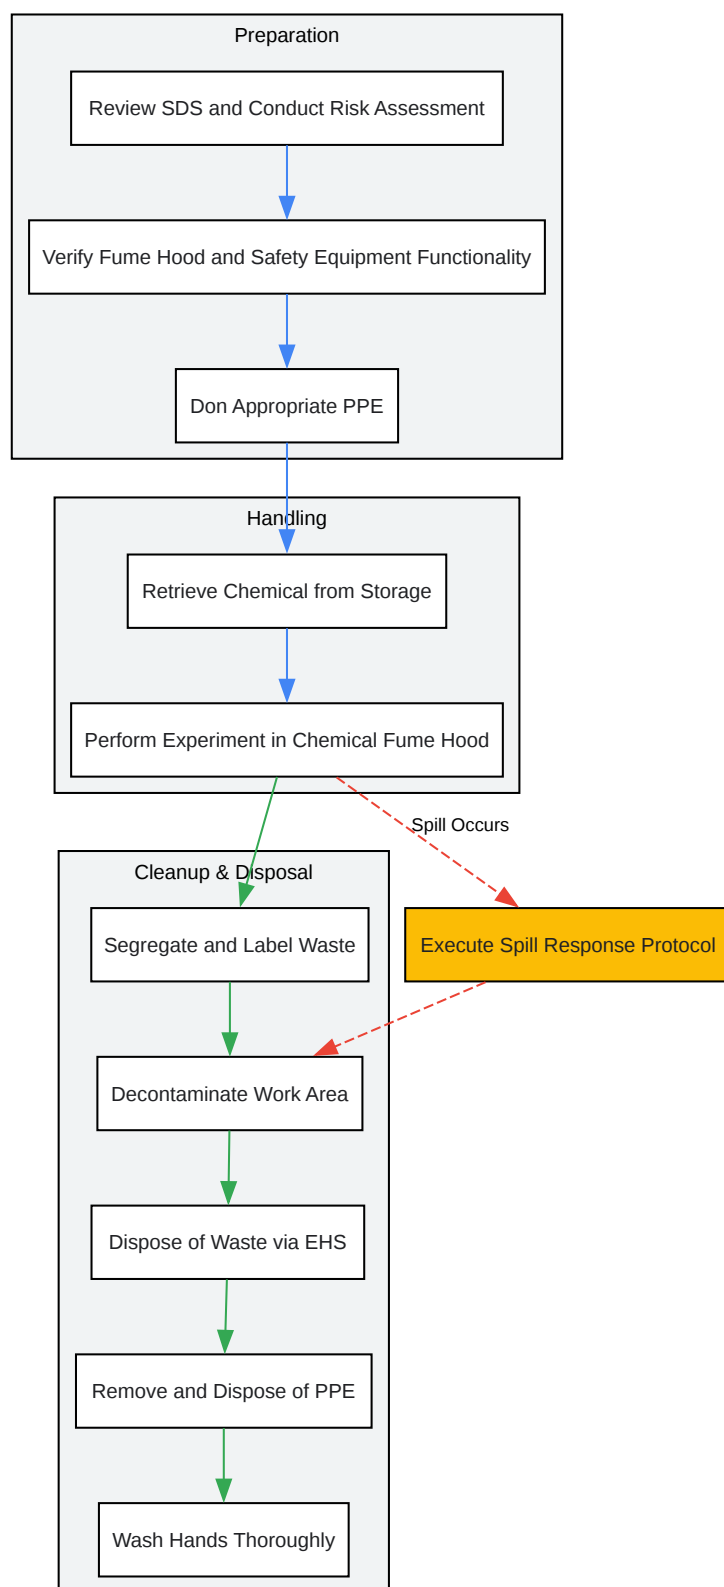 Preparation
Review SDS and Conduct Risk Assessment
Verify Fume Hood and Safety Equipment Functionality
Don Appropriate PPE
Handling
Retrieve Chemical from Storage
Perform Experiment in Chemical Fume Hood
Spill Occurs
Cleanup & Disposal
Segregate and Label Waste
Execute Spill Response Protocol
Decontaminate Work Area
Dispose of Waste via EHS
Remove and Dispose of PPE
Wash Hands Thoroughly